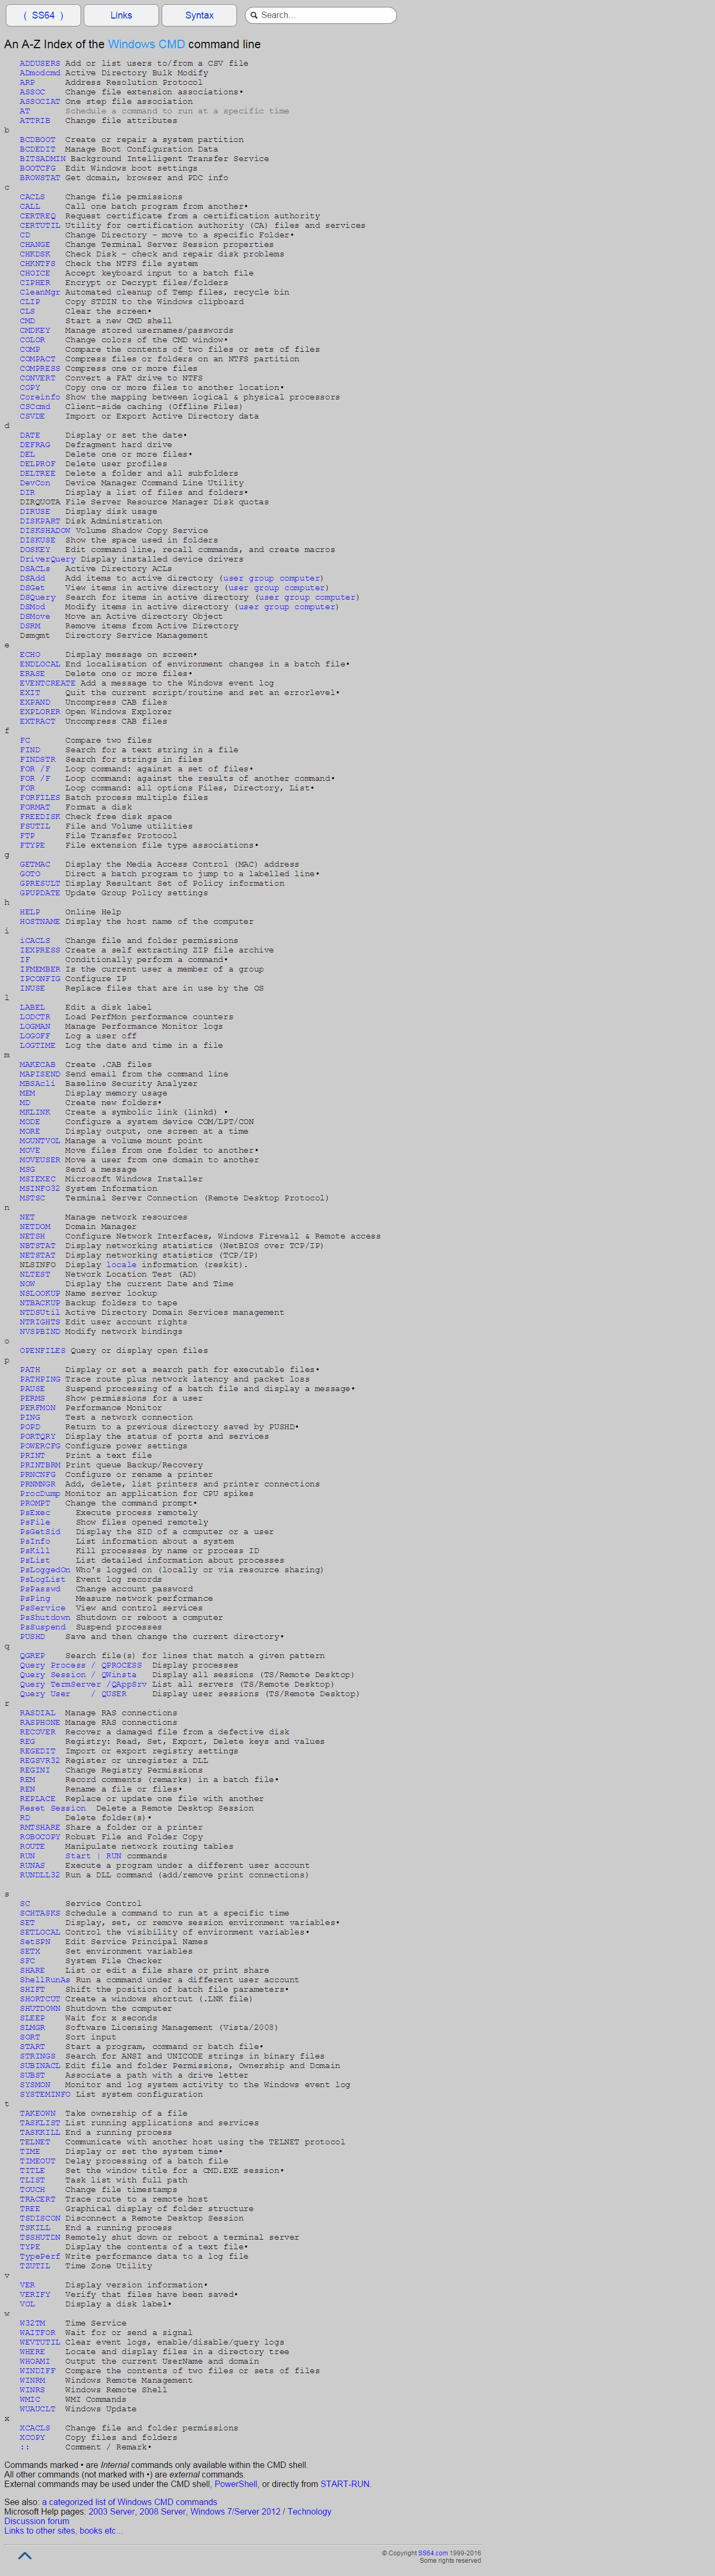 ( SS64 )
Links
Syntax
Search...
An A-Z Index of the Windows CMD command line
ADDUSERS Add or list users to/from a CSV file
ADmodcmd Active Directory Bulk Modify
ARP Address Resolution Protocol
ASSOC Change file extension associations•
ASSOCIAT One step file association
AT Schedule a command to run at a specific time
ATTRIB Change file attributes
b
BCDBOOT Create or repair a system partition
BCDEDIT Manage Boot Configuration Data
BITSADMIN Background Intelligent Transfer Service
BOOTCFG Edit Windows boot settings
BROWSTAT Get domain, browser and PDC info
c
CACLS Change file permissions
CALL Call one batch program from another•
CERTREQ Request certificate from a certification authority
CERTUTIL Utility for certification authority (CA) files and services
CD Change Directory - move to a specific Folder•
CHANGE Change Terminal Server Session properties
CHKDSK Check Disk - check and repair disk problems
CHKNTFS Check the NTFS file system
CHOICE Accept keyboard input to a batch file
CIPHER Encrypt or Decrypt files/folders
CleanMgr Automated cleanup of Temp files, recycle bin
CLIP Copy STDIN to the Windows clipboard
CLS Clear the screen•
CMD Start a new CMD shell
CMDKEY Manage stored usernames/passwords
COLOR Change colors of the CMD window•
COMP Compare the contents of two files or sets of files
COMPACT Compress files or folders on an NTFS partition
COMPRESS Compress one or more files
CONVERT Convert a FAT drive to NTFS
COPY Copy one or more files to another location•
Coreinfo Show the mapping between logical & physical processors
CSCcmd Client-side caching (Offline Files)
CSVDE Import or Export Active Directory data
d
DATE Display or set the date•
DEFRAG Defragment hard drive
DEL Delete one or more files•
DELPROF Delete user profiles
DELTREE Delete a folder and all subfolders
DevCon Device Manager Command Line Utility
DIR Display a list of files and folders•
DIRQUOTA File Server Resource Manager Disk quotas
DIRUSE Display disk usage
DISKPART Disk Administration
DISKSHADOW Volume Shadow Copy Service
DISKUSE Show the space used in folders
DOSKEY Edit command line, recall commands, and create macros
DriverQuery Display installed device drivers
DSACLs Active Directory ACLs
DSAdd Add items to active directory (user group computer)
DSGet View items in active directory (user group computer)
DSQuery Search for items in active directory (user group computer)
DSMod Modify items in active directory (user group computer)
DSMove Move an Active directory Object
DSRM Remove items from Active Directory
Dsmgmt Directory Service Management
e
ECHO Display message on screen•
ENDLOCAL End localisation of environment changes in a batch file•
ERASE Delete one or more files•
EVENTCREATE Add a message to the Windows event log
EXIT Quit the current script/routine and set an errorlevel•
EXPAND Uncompress CAB files
EXPLORER Open Windows Explorer
EXTRACT Uncompress CAB files
f
FC Compare two files
FIND Search for a text string in a file
FINDSTR Search for strings in files
FOR /F Loop command: against a set of files•
FOR /F Loop command: against the results of another command•
FOR Loop command: all options Files, Directory, List•
FORFILES Batch process multiple files
FORMAT Format a disk
FREEDISK Check free disk space
FSUTIL File and Volume utilities
FTP File Transfer Protocol
FTYPE File extension file type associations•
g
GETMAC Display the Media Access Control (MAC) address
GOTO Direct a batch program to jump to a labelled line•
GPRESULT Display Resultant Set of Policy information
GPUPDATE Update Group Policy settings
h
HELP Online Help
HOSTNAME Display the host name of the computer
i
iCACLS Change file and folder permissions
IEXPRESS Create a self extracting ZIP file archive
IF Conditionally perform a command•
IFMEMBER Is the current user a member of a group
IPCONFIG Configure IP
INUSE Replace files that are in use by the OS
l
LABEL Edit a disk label
LODCTR Load PerfMon performance counters
LOGMAN Manage Performance Monitor logs
LOGOFF Log a user off
LOGTIME Log the date and time in a file
m
MAKECAB Create .CAB files
MAPISEND Send email from the command line
MBSAcli Baseline Security Analyzer
MEM Display memory usage
MD Create new folders•
MKLINK Create a symbolic link (linkd) •
MODE Configure a system device COM/LPT/CON
MORE Display output, one screen at a time
MOUNTVOL Manage a volume mount point
MOVE Move files from one folder to another•
MOVEUSER Move a user from one domain to another
MSG Send a message
MSIEXEC Microsoft Windows Installer
MSINFO32 System Information
MSTSC Terminal Server Connection (Remote Desktop Protocol)
n
NET Manage network resources
NETDOM Domain Manager
NETSH Configure Network Interfaces, Windows Firewall & Remote access
NBTSTAT Display networking statistics (NetBIOS over TCP/IP)
NETSTAT Display networking statistics (TCP/IP)
NLSINFO Display locale information (reskit).
NLTEST Network Location Test (AD)
NOW Display the current Date and Time
NSLOOKUP Name server lookup
NTBACKUP Backup folders to tape
NTDSUtil Active Directory Domain Services management
NTRIGHTS Edit user account rights
NVSPBIND Modify network bindings
o
OPENFILES Query or display open files
p
PATH Display or set a search path for executable files•
PATHPING Trace route plus network latency and packet loss
PAUSE Suspend processing of a batch file and display a message•
PERMS Show permissions for a user
PERFMON Performance Monitor
PING Test a network connection
POPD Return to a previous directory saved by PUSHD•
PORTQRY Display the status of ports and services
POWERCFG Configure power settings
PRINT Print a text file
PRINTBRM Print queue Backup/Recovery
PRNCNFG Configure or rename a printer
PRNMNGR Add, delete, list printers and printer connections
ProcDump Monitor an application for CPU spikes
PROMPT Change the command prompt•
PsExec Execute process remotely
PsFile Show files opened remotely
PsGetSid Display the SID of a computer or a user
PsInfo List information about a system
PsKill Kill processes by name or process ID
PsList List detailed information about processes
PsLoggedOn Who's logged on (locally or via resource sharing)
PsLogList Event log records
PsPasswd Change account password
PsPing Measure network performance
PsService View and control services
PsShutdown Shutdown or reboot a computer
PsSuspend Suspend processes
PUSHD Save and then change the current directory•
q
QGREP Search file(s) for lines that match a given pattern
Query Process / QPROCESS Display processes
Query Session / QWinsta Display all sessions (TS/Remote Desktop)
Query TermServer /QAppSrv List all servers (TS/Remote Desktop)
Query User / QUSER Display user sessions (TS/Remote Desktop)
r
RASDIAL Manage RAS connections
RASPHONE Manage RAS connections
RECOVER Recover a damaged file from a defective disk
REG Registry: Read, Set, Export, Delete keys and values
REGEDIT Import or export registry settings
REGSVR32 Register or unregister a DLL
REGINI Change Registry Permissions
REM Record comments (remarks) in a batch file•
REN Rename a file or files•
REPLACE Replace or update one file with another
Reset Session Delete a Remote Desktop Session
RD Delete folder(s)•
RMTSHARE Share a folder or a printer
ROBOCOPY Robust File and Folder Copy
ROUTE Manipulate network routing tables
RUN Start | RUN commands
RUNAS Execute a program under a different user account
RUNDLL32 Run a DLL command (add/remove print connections)
s
SC Service Control
SCHTASKS Schedule a command to run at a specific time
SET Display, set, or remove session environment variables•
SETLOCAL Control the visibility of environment variables•
SetSPN Edit Service Principal Names
SETX Set environment variables
SFC System File Checker
SHARE List or edit a file share or print share
ShellRunAs Run a command under a different user account
SHIFT Shift the position of batch file parameters•
SHORTCUT Create a windows shortcut (.LNK file)
SHUTDOWN Shutdown the computer
SLEEP Wait for x seconds
SLMGR Software Licensing Management (Vista/2008)
SORT Sort input
START Start a program, command or batch file•
STRINGS Search for ANSI and UNICODE strings in binary files
SUBINACL Edit file and folder Permissions, Ownership and Domain
SUBST Associate a path with a drive letter
SYSMON Monitor and log system activity to the Windows event log
SYSTEMINFO List system configuration
t
TAKEOWN Take ownership of a file
TASKLIST List running applications and services
TASKKILL End a running process
TELNET Communicate with another host using the TELNET protocol
TIME Display or set the system time•
TIMEOUT Delay processing of a batch file
TITLE Set the window title for a CMD.EXE session•
TLIST Task list with full path
TOUCH Change file timestamps
TRACERT Trace route to a remote host
TREE Graphical display of folder structure
TSDISCON Disconnect a Remote Desktop Session
TSKILL End a running process
TSSHUTDN Remotely shut down or reboot a terminal server
TYPE Display the contents of a text file•
TypePerf Write performance data to a log file
TZUTIL Time Zone Utility
v
VER Display version information•
VERIFY Verify that files have been saved•
VOL Display a disk label•
w
W32TM Time Service
WAITFOR Wait for or send a signal
WEVTUTIL Clear event logs, enable/disable/query logs
WHERE Locate and display files in a directory tree
WHOAMI Output the current UserName and domain
WINDIFF Compare the contents of two files or sets of files
WINRM Windows Remote Management
WINRS Windows Remote Shell
WMIC WMI Commands
WUAUCLT Windows Update
x
XCACLS Change file and folder permissions
XCOPY Copy files and folders
:: Comment / Remark•
Commands marked • are Internal commands only available within the CMD shell.
All other commands (not marked with •) are external commands.
External commands may be used under the CMD shell, PowerShell, or directly from START-RUN.
See also: a categorized list of Windows CMD commands
Microsoft Help pages: 2003 Server, 2008 Server, Windows 7/Server 2012 / Technology
Discussion forum
Links to other sites, books etc...
© Copyright SS64.com 1999-2016
Some rights reserved